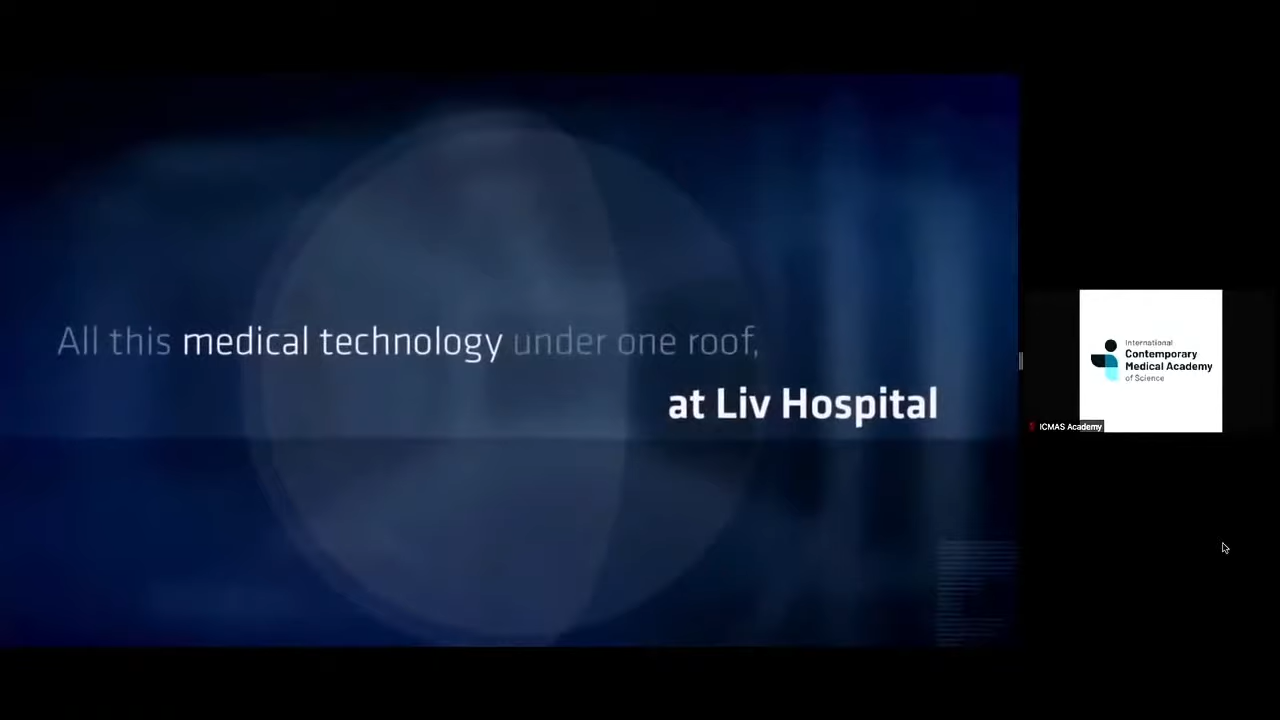 All this medical technology under one roof,
at Liv Hospital
International
Contemporary
Medical Academy
of Science
ICMAS Academy